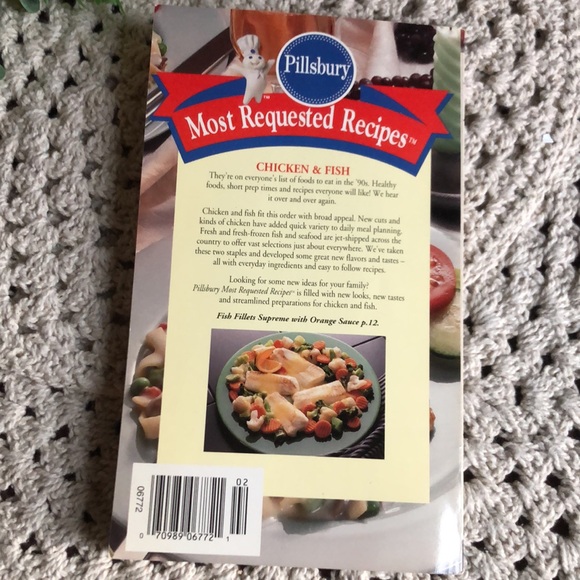 Pillsbury
™
Most Requested Recipes™
CHICKEN & FISH
They're on everyone's list of foods to eat in the '90s. Healthy
foods, short prep times and recipes everyone will like! We hear
it over and over again.
Chicken and fish fit this order with broad appeal. New cuts and
kinds of chicken have added quick variety to daily meal planning.
Fresh and fresh-frozen fish and seafood are jet-shipped across the
country to offer vast selections just about everywhere. We've taken
these two staples and developed some great new flavors and tastes –
all with everyday ingredients and easy to follow recipes.
Looking for some new ideas for your family?
Pillsbury Most Requested Recipes™ is filled with new looks, new tastes
and streamlined preparations for chicken and fish.
Fish Fillets Supreme with Orange Sauce p.12.
06772
02
0 70989 06772 1